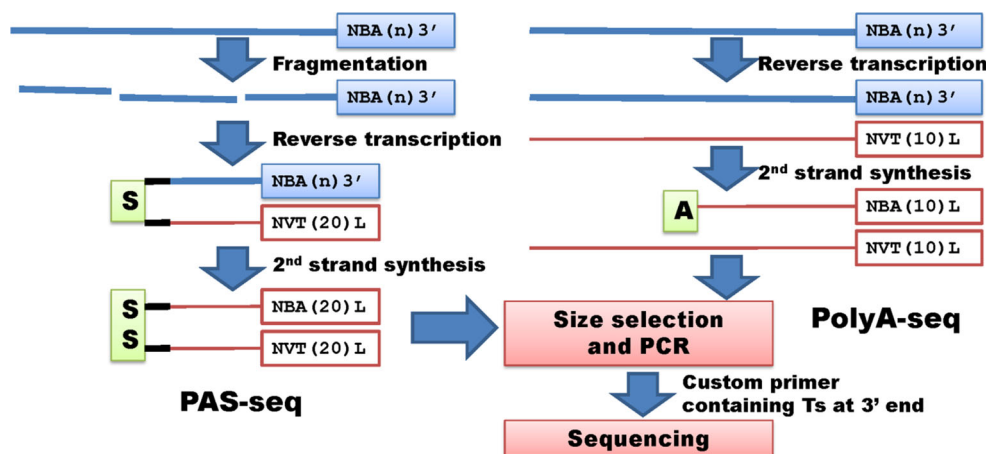 NBA(n)3’
Fragmentation
NBA(n)3’
Reverse transcription
S
NBA(n)3’
NVT(20)L
2nd strand synthesis
S
NBA(20)L
S
NVT(20)L
PAS-seq
NBA(n)3’
Reverse transcription
NBA(n)3’
NVT(10)L
2nd strand synthesis
A
NBA(10)L
NVT(10)L
PolyA-seq
Size selection
and PCR
Custom primer
containing Ts at 3’ end
Sequencing